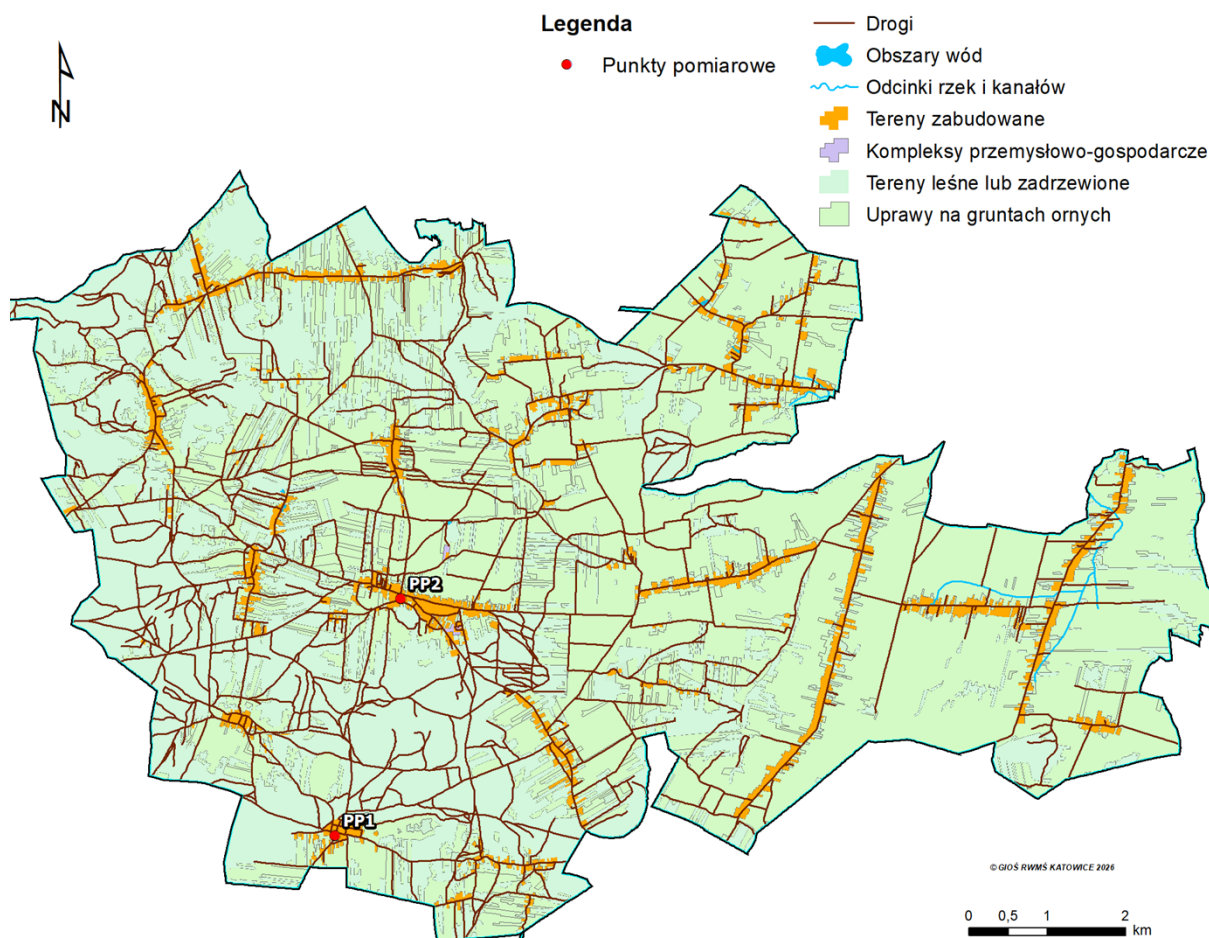 Legenda
Punkty pomiarowe
Drogi
Obszary wód
Odcinki rzek i kanałów
Tereny zabudowane
Kompleksy przemysłowo-gospodarcze
Tereny leśne lub zadrzewione
Uprawy na gruntach ornych
N
PP2
PP1
© GIOŚ RWMŚ KATOWICE 2026
0 0,5 1 2
km